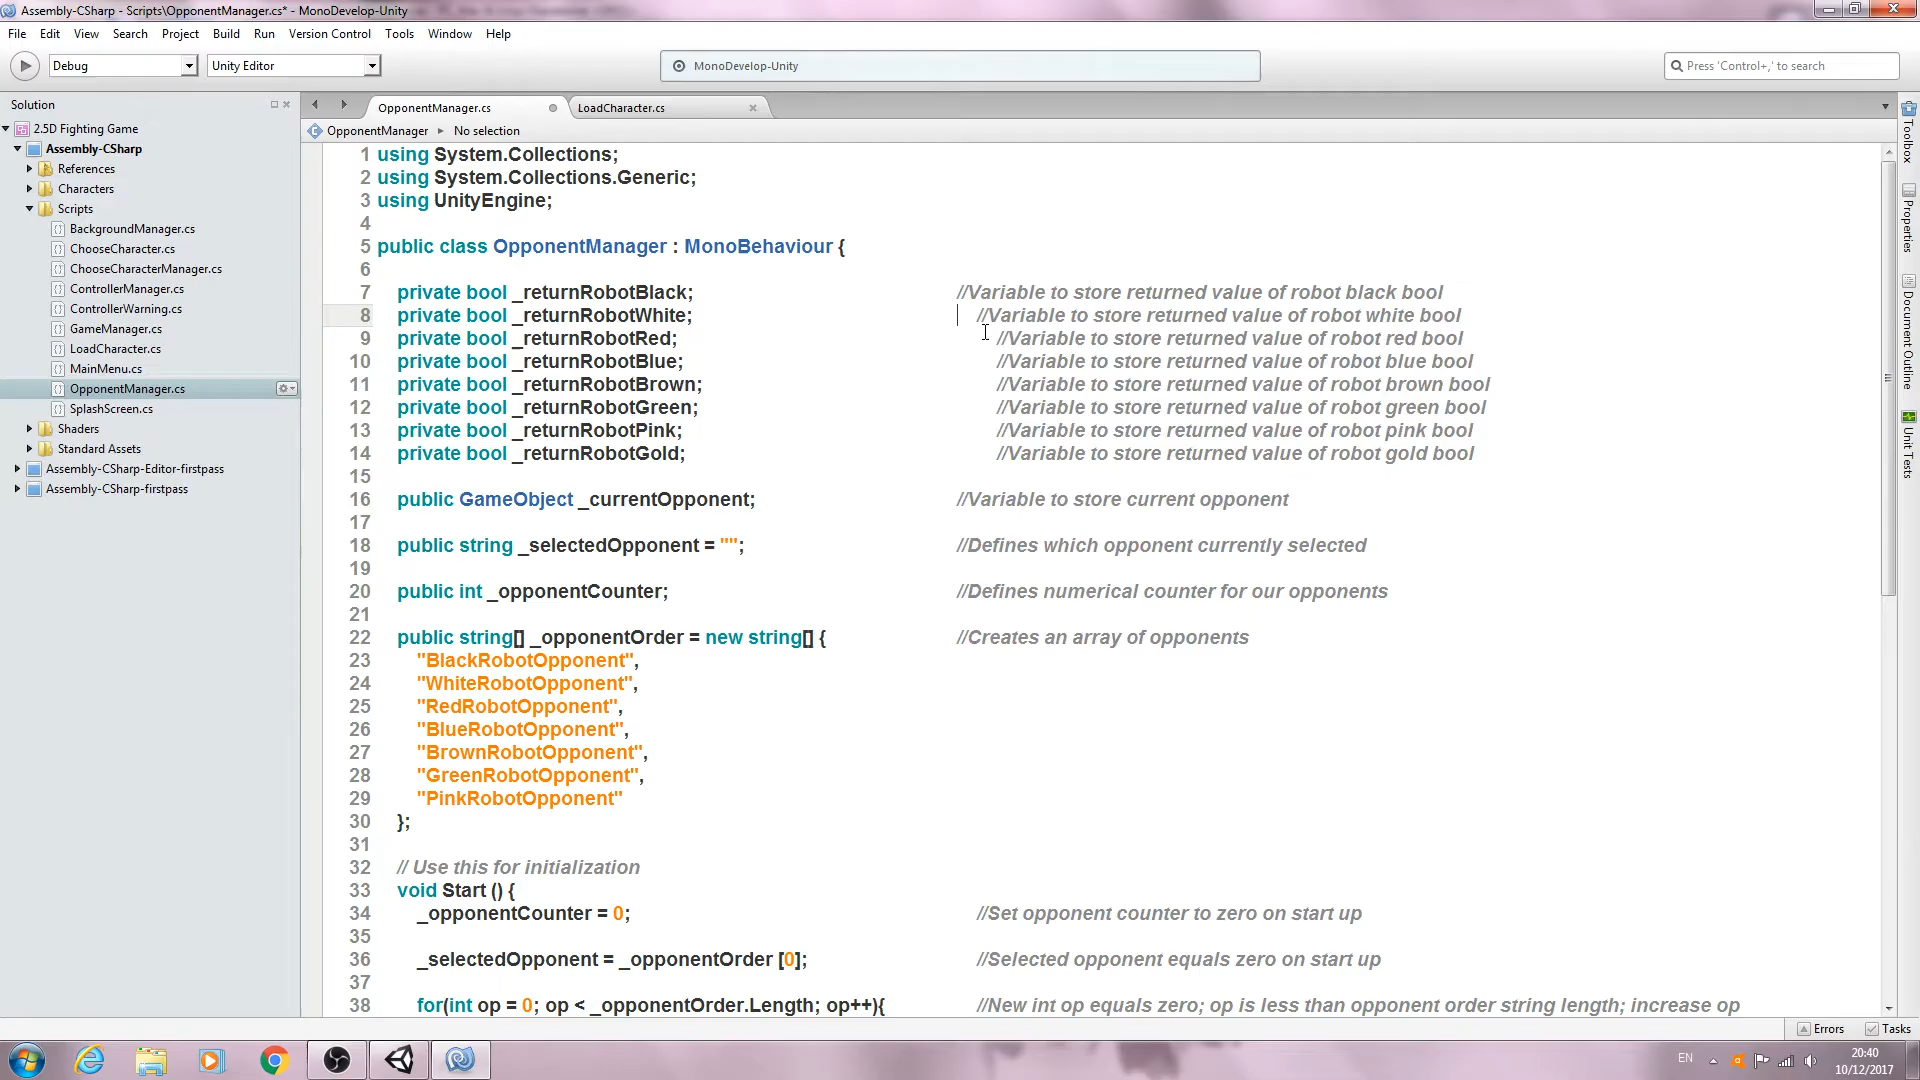 Assembly-CSharp - Scripts\OpponentManager.cs* - MonoDevelop-Unity
File Edit View Search Project Build Run Version Control Tools Window Help
Debug Unity Editor MonoDevelop-Unity Press 'Control+,' to search
Solution
2.5D Fighting Game
Assembly-CSharp
References
Characters
Scripts
BackgroundManager.cs
ChooseCharacter.cs
ChooseCharacterManager.cs
ControllerManager.cs
ControllerWarning.cs
GameManager.cs
LoadCharacter.cs
MainMenu.cs
OpponentManager.cs
SplashScreen.cs
Shaders
Standard Assets
Assembly-CSharp-Editor-firstpass
Assembly-CSharp-firstpass
OpponentManager.cs LoadCharacter.cs
OpponentManager No selection
1 using System.Collections;
2 using System.Collections.Generic;
3 using UnityEngine;
4
5 public class OpponentManager : MonoBehaviour {
6
7 private bool _returnRobotBlack; //Variable to store returned value of robot black bool
8 private bool _returnRobotWhite; //Variable to store returned value of robot white bool
9 private bool _returnRobotRed; //Variable to store returned value of robot red bool
10 private bool _returnRobotBlue; //Variable to store returned value of robot blue bool
11 private bool _returnRobotBrown; //Variable to store returned value of robot brown bool
12 private bool _returnRobotGreen; //Variable to store returned value of robot green bool
13 private bool _returnRobotPink; //Variable to store returned value of robot pink bool
14 private bool _returnRobotGold; //Variable to store returned value of robot gold bool
15
16 public GameObject _currentOpponent; //Variable to store current opponent
17
18 public string _selectedOpponent = ""; //Defines which opponent currently selected
19
20 public int _opponentCounter; //Defines numerical counter for our opponents
21
22 public string[] _opponentOrder = new string[] { //Creates an array of opponents
23 "BlackRobotOpponent",
24 "WhiteRobotOpponent",
25 "RedRobotOpponent",
26 "BlueRobotOpponent",
27 "BrownRobotOpponent",
28 "GreenRobotOpponent",
29 "PinkRobotOpponent"
30 };
31
32 // Use this for initialization
33 void Start () {
34 _opponentCounter = 0; //Set opponent counter to zero on start up
35
36 _selectedOpponent = _opponentOrder [0]; //Selected opponent equals zero on start up
37
38 for(int op = 0; op < _opponentOrder.Length; op++){ //New int op equals zero; op is less than opponent order string length; increase op
Toolbox
Properties
Document Outline
Unit Tests
Errors Tasks
EN
20:40
10/12/2017